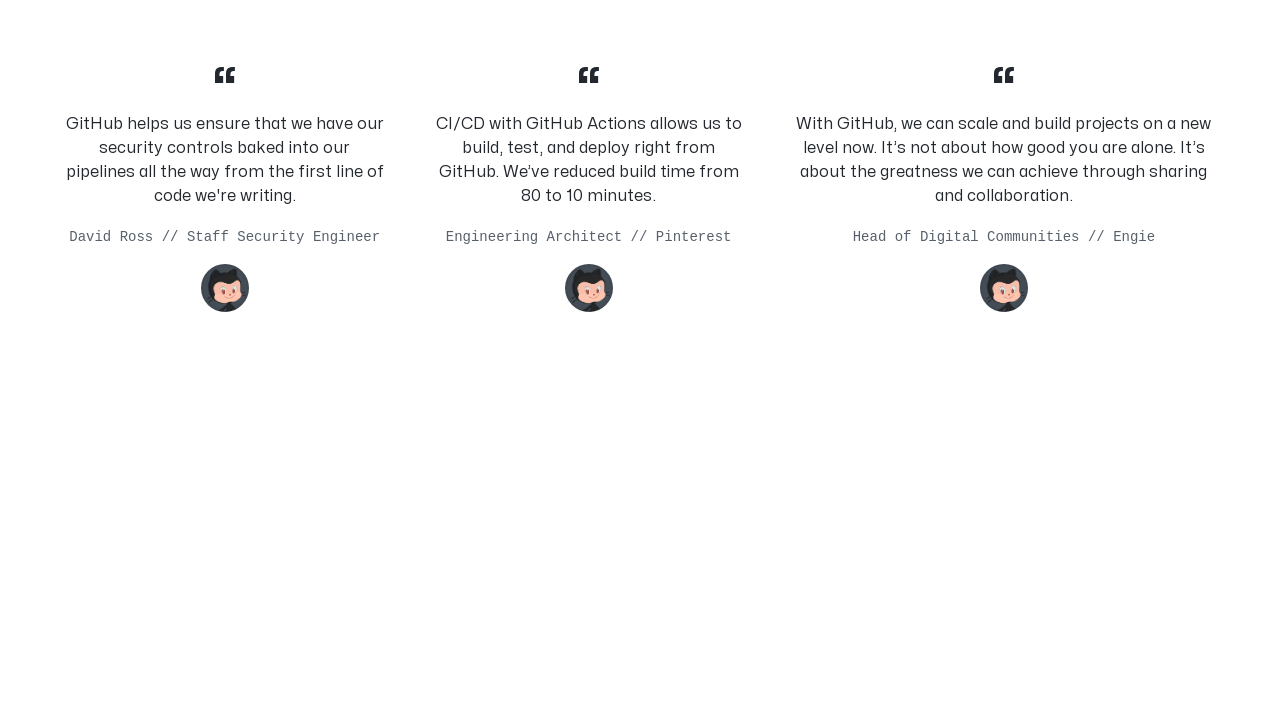 “
GitHub helps us ensure that we have our
security controls baked into our
pipelines all the way from the first line of
code we're writing.
David Ross // Staff Security Engineer
“
CI/CD with GitHub Actions allows us to
build, test, and deploy right from
GitHub. We’ve reduced build time from
80 to 10 minutes.
Engineering Architect // Pinterest
“
With GitHub, we can scale and build projects on a new
level now. It’s not about how good you are alone. It’s
about the greatness we can achieve through sharing
and collaboration.
Head of Digital Communities // Engie